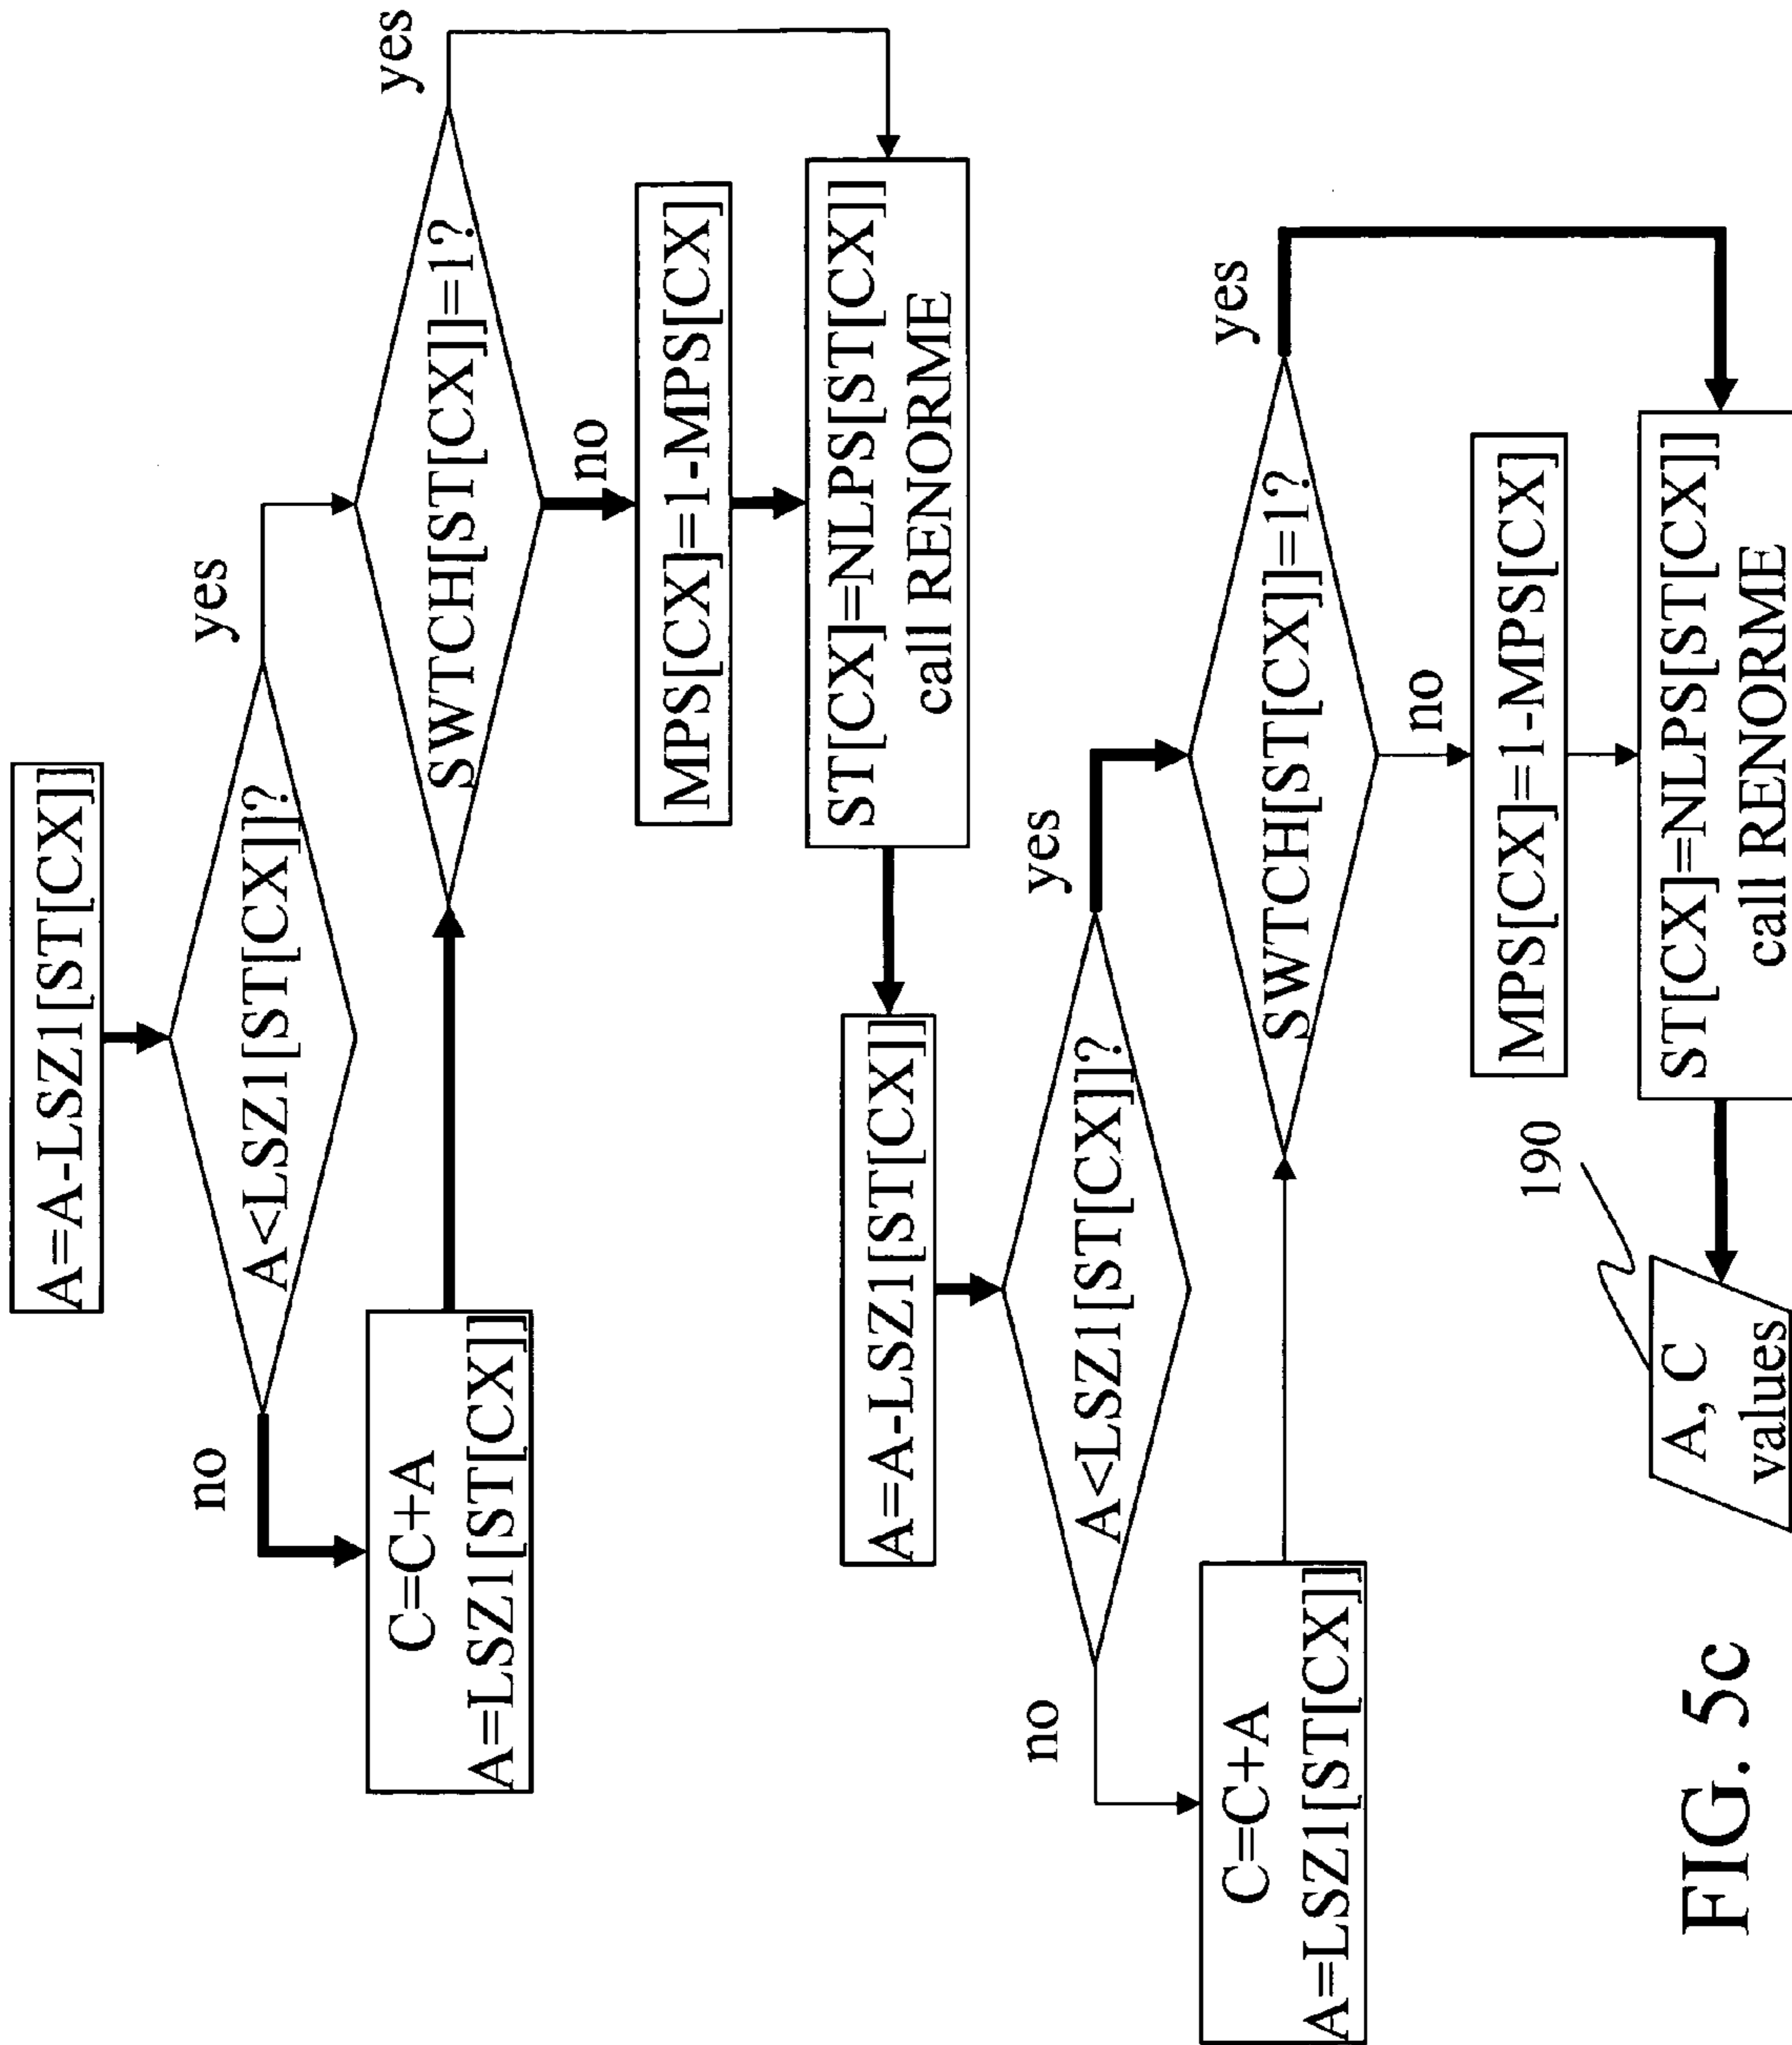 A=A-LSZ1[ST[CX]]
A<LSZ1[ST[CX]]?
no
yes
C=C+A
A=LSZ1[ST[CX]]
SWTCH[ST[CX]]=1?
yes
no
MPS[CX]=1-MPS[CX]
ST[CX]=NLPS[ST[CX]]
call RENORME
A=A-LSZ1[ST[CX]]
A<LSZ1[ST[CX]]?
no
yes
C=C+A
A=LSZ1[ST[CX]]
SWTCH[ST[CX]]=1?
yes
no
MPS[CX]=1-MPS[CX]
ST[CX]=NLPS[ST[CX]]
call RENORME
190
A, C
values
FIG. 5c